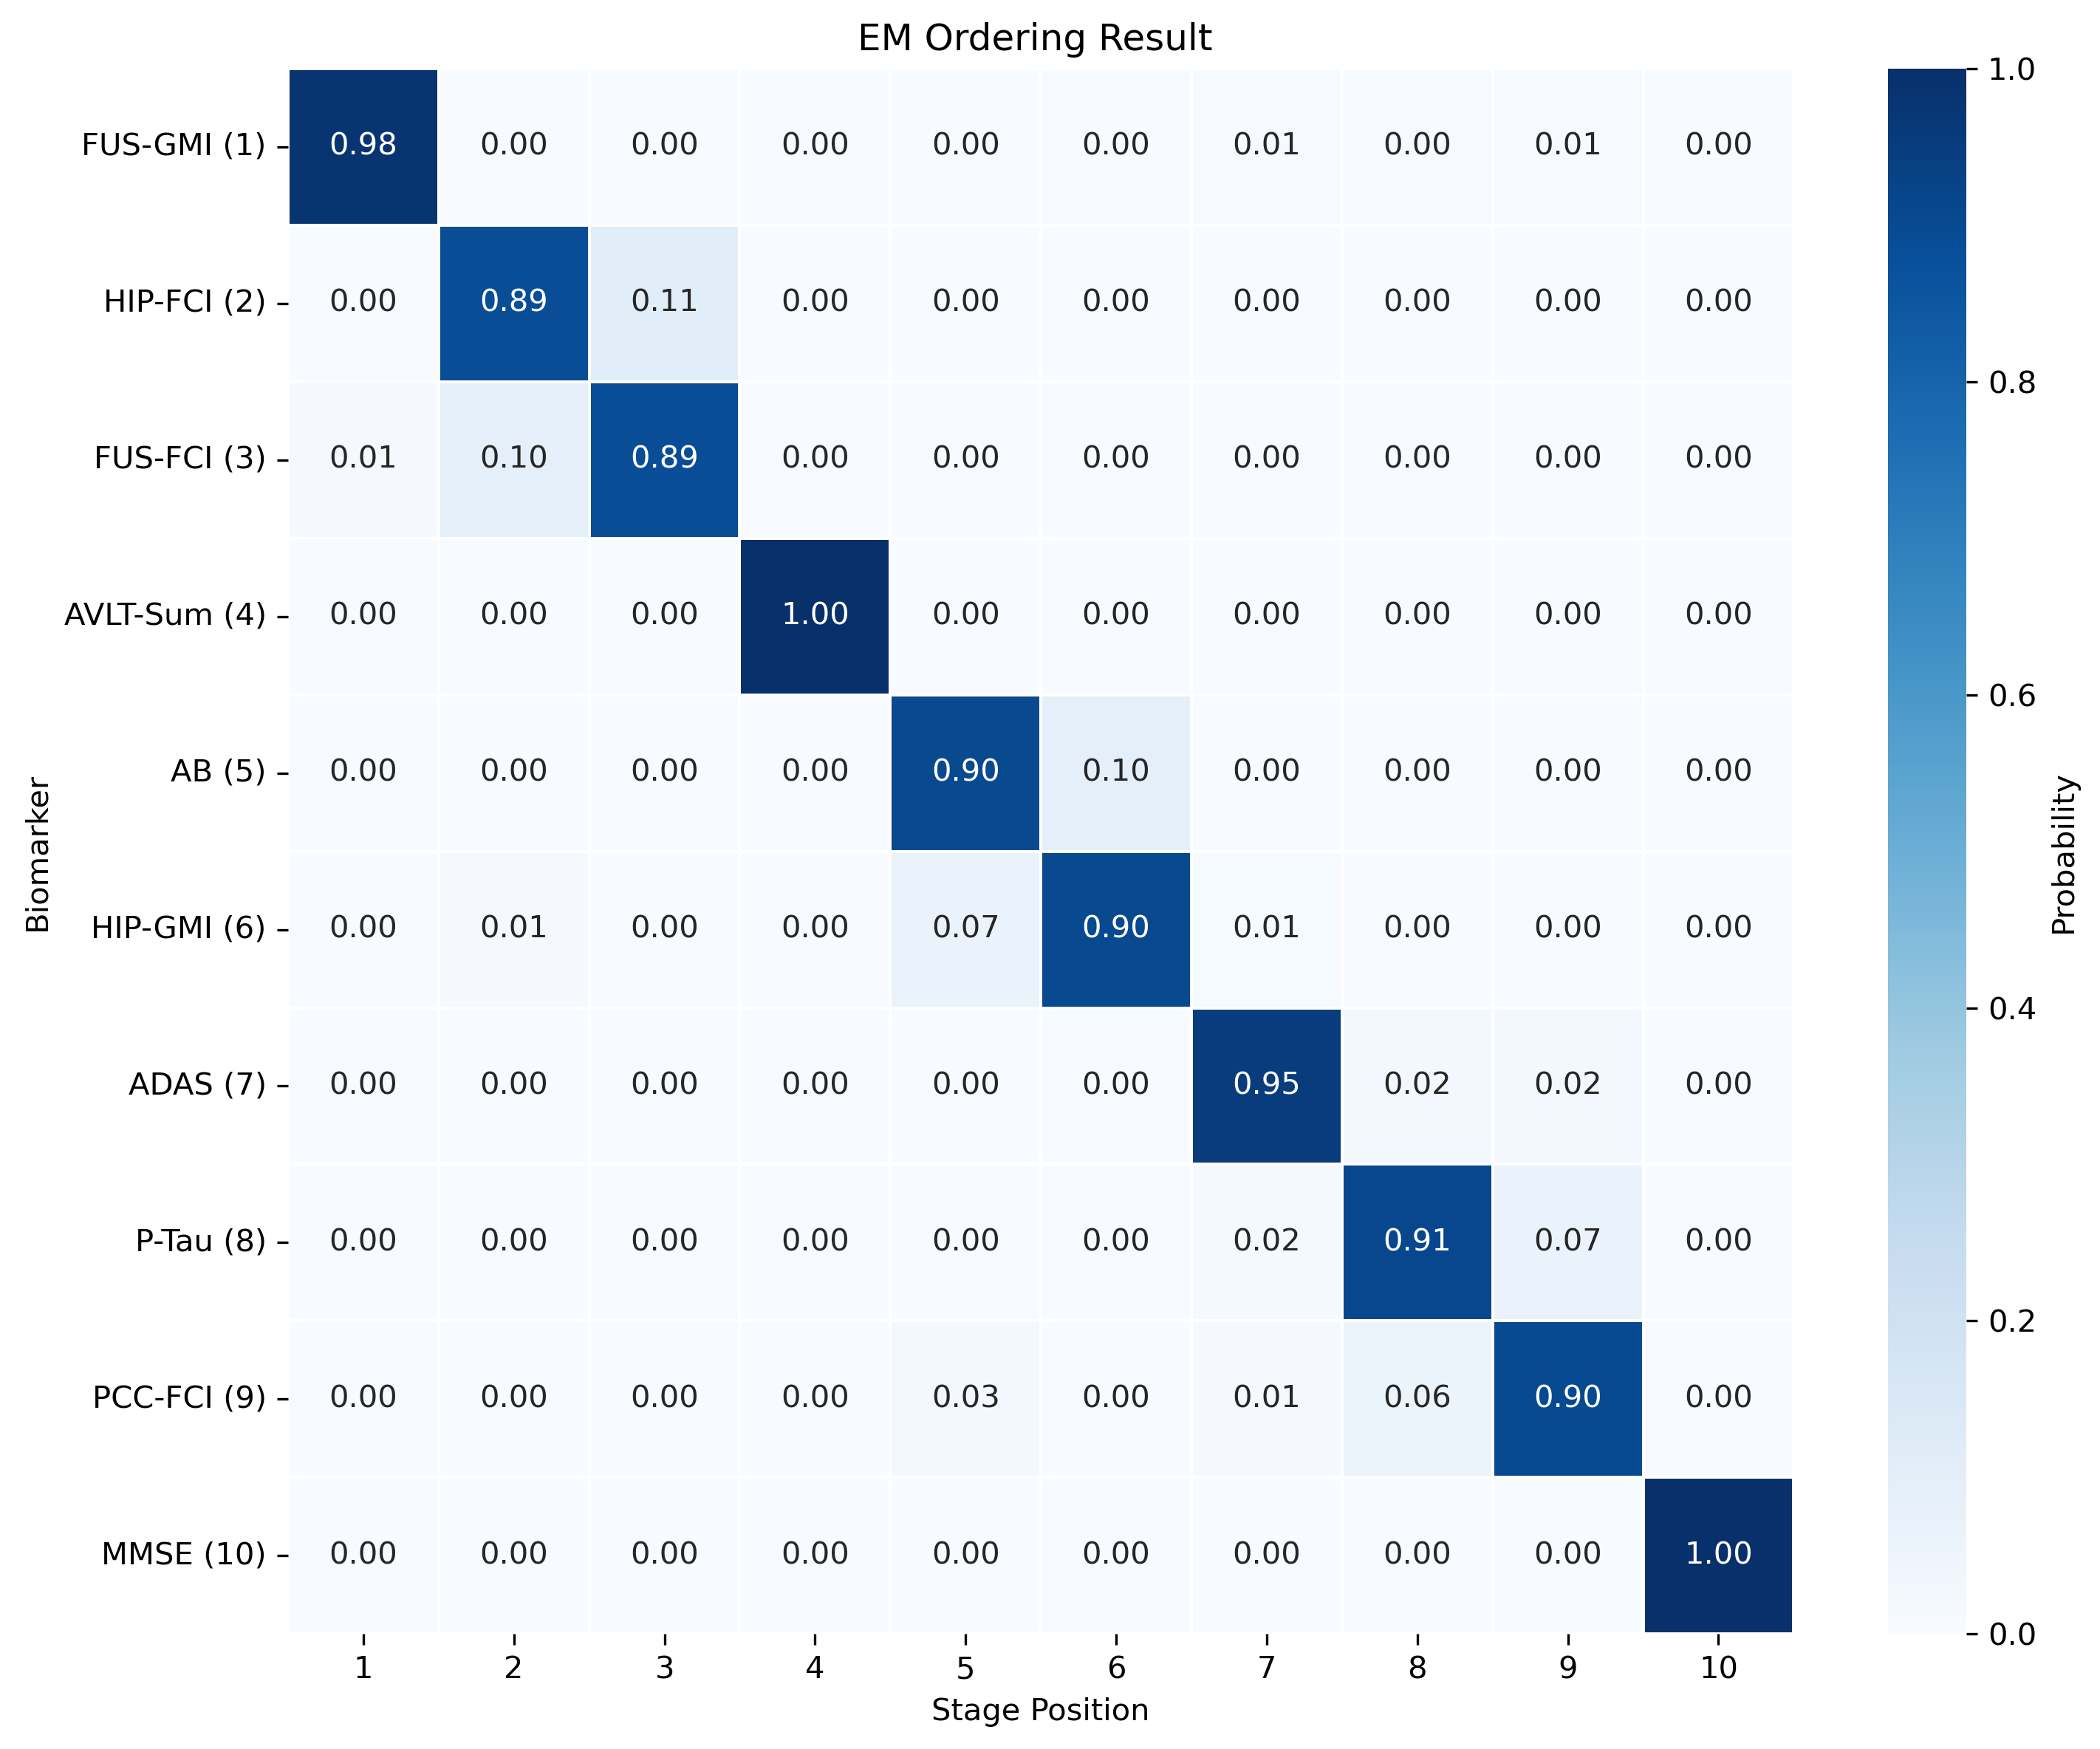 EM Ordering Result
FUS-GMI (1) 0.98 0.00 0.00 0.00 0.00 0.00 0.01 0.00 0.01 0.00
HIP-FCI (2) 0.00 0.89 0.11 0.00 0.00 0.00 0.00 0.00 0.00 0.00
FUS-FCI (3) 0.01 0.10 0.89 0.00 0.00 0.00 0.00 0.00 0.00 0.00
AVLT-Sum (4) 0.00 0.00 0.00 1.00 0.00 0.00 0.00 0.00 0.00 0.00
AB (5) 0.00 0.00 0.00 0.00 0.90 0.10 0.00 0.00 0.00 0.00
HIP-GMI (6) 0.00 0.01 0.00 0.00 0.07 0.90 0.01 0.00 0.00 0.00
ADAS (7) 0.00 0.00 0.00 0.00 0.00 0.00 0.95 0.02 0.02 0.00
P-Tau (8) 0.00 0.00 0.00 0.00 0.00 0.00 0.02 0.91 0.07 0.00
PCC-FCI (9) 0.00 0.00 0.00 0.00 0.03 0.00 0.01 0.06 0.90 0.00
MMSE (10) 0.00 0.00 0.00 0.00 0.00 0.00 0.00 0.00 0.00 1.00
1 2 3 4 5 6 7 8 9 10
Stage Position
Biomarker
1.0
0.8
0.6
0.4
0.2
0.0
Probability